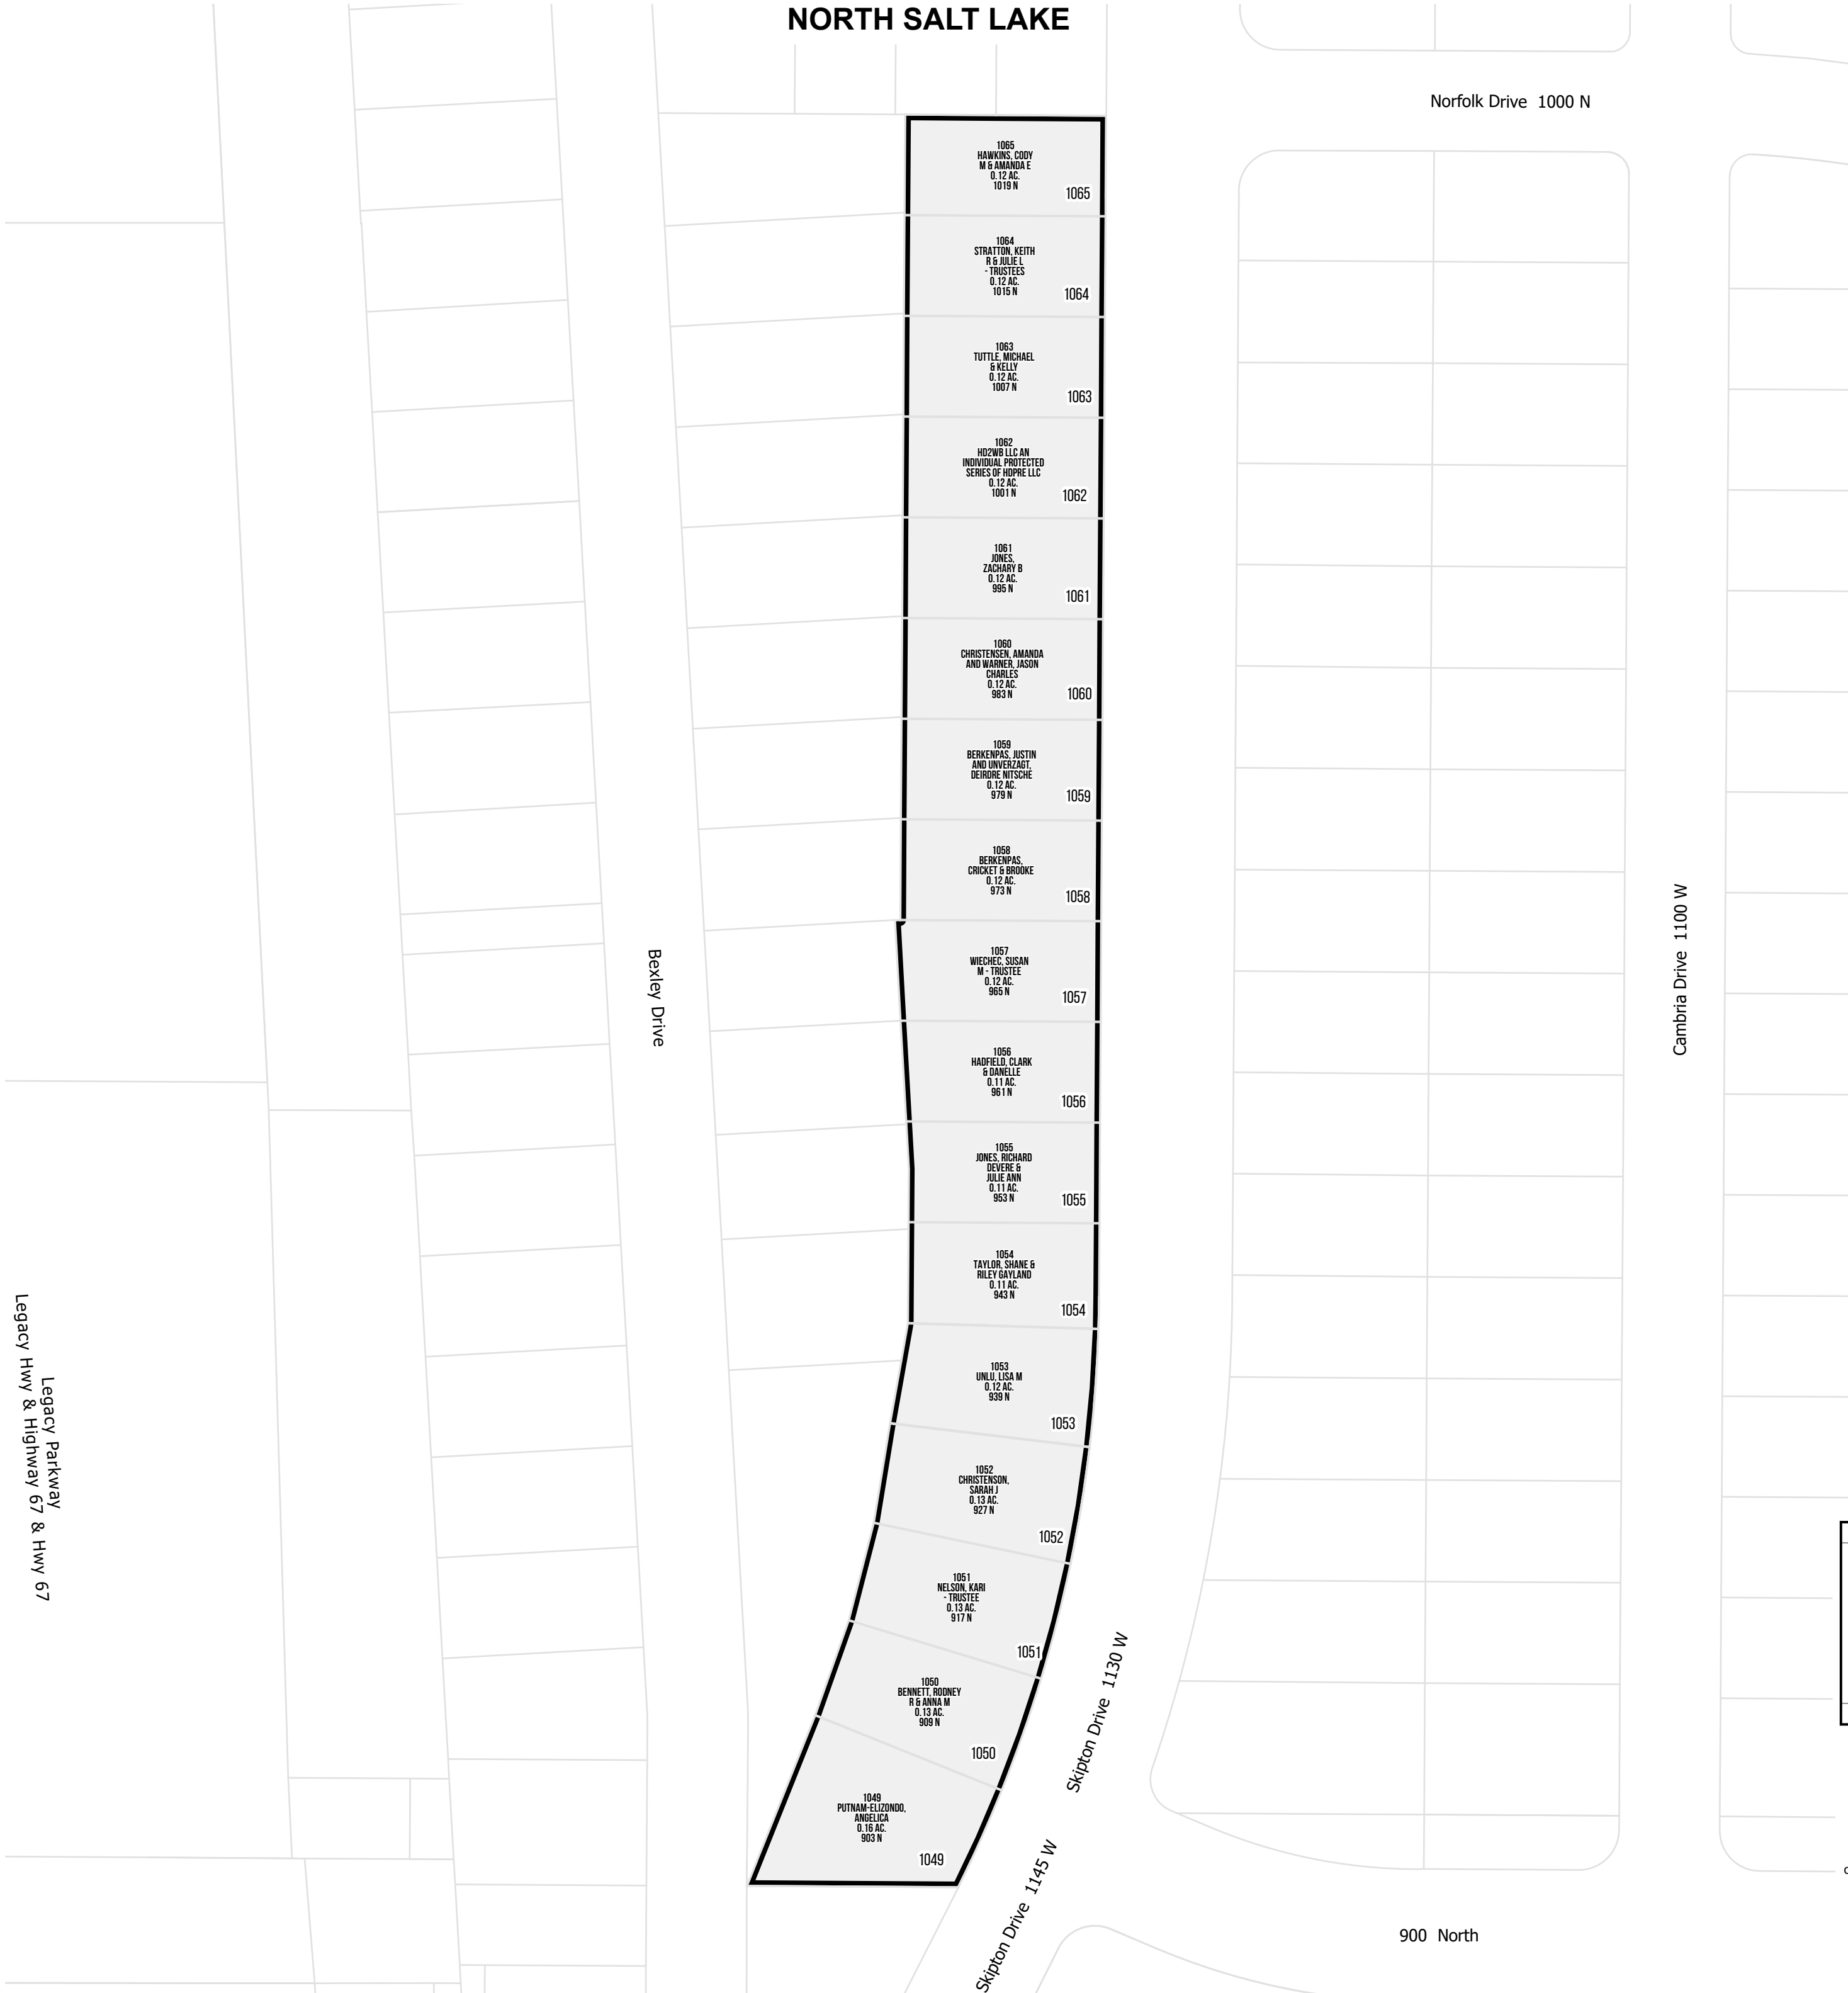 NORTH SALT LAKE
Norfolk Drive 1000 N
1065
HAWKINS, CODY
M & AMANDA E
0.12 AC.
1019 N
1065
1064
STRATTON, KEITH
R & JULIE L
- TRUSTEES
0.12 AC.
1015 N
1064
1063
TUTTLE, MICHAEL
& KELLY
0.12 AC.
1007 N
1063
1062
HD2WB LLC AN
INDIVIDUAL PROTECTED
SERIES OF HDPRE LLC
0.12 AC.
1001 N
1062
1061
JONES,
ZACHARY B
0.12 AC.
995 N
1061
1060
CHRISTENSEN, AMANDA
AND WARNER, JASON
CHARLES
0.12 AC.
983 N
1060
1059
BERKENPAS, JUSTIN
AND UNVERZAGT,
DEIRDRE NITSCHE
0.12 AC.
979 N
1059
1058
BERKENPAS,
CRICKET & BROOKE
0.12 AC.
973 N
1058
Cambria Drive 1100 W
Bexley Drive
1057
WIECHEC, SUSAN
M - TRUSTEE
0.12 AC.
965 N
1057
1056
HADFIELD, CLARK
& DANELLE
0.11 AC.
961 N
1056
1055
JONES, RICHARD
DEVERE &
JULIE ANN
0.11 AC.
953 N
1055
1054
TAYLOR, SHANE &
RILEY GAYLAND
0.11 AC.
943 N
1054
1053
UNLU, LISA M
0.12 AC.
939 N
1053
Legacy Parkway
Legacy Hwy & Highway 67 & Hwy 67
1052
CHRISTENSON,
SARAH J
0.13 AC.
927 N
1052
1051
NELSON, KARI
- TRUSTEE
0.13 AC.
917 N
1051
1050
BENNETT, RODNEY
R & ANNA M
0.13 AC.
909 N
1050
Skipton Drive 1130 W
1049
PUTNAM-ELIZONDO,
ANGELICA
0.16 AC.
903 N
1049
Skipton Drive 1145 W
900 North